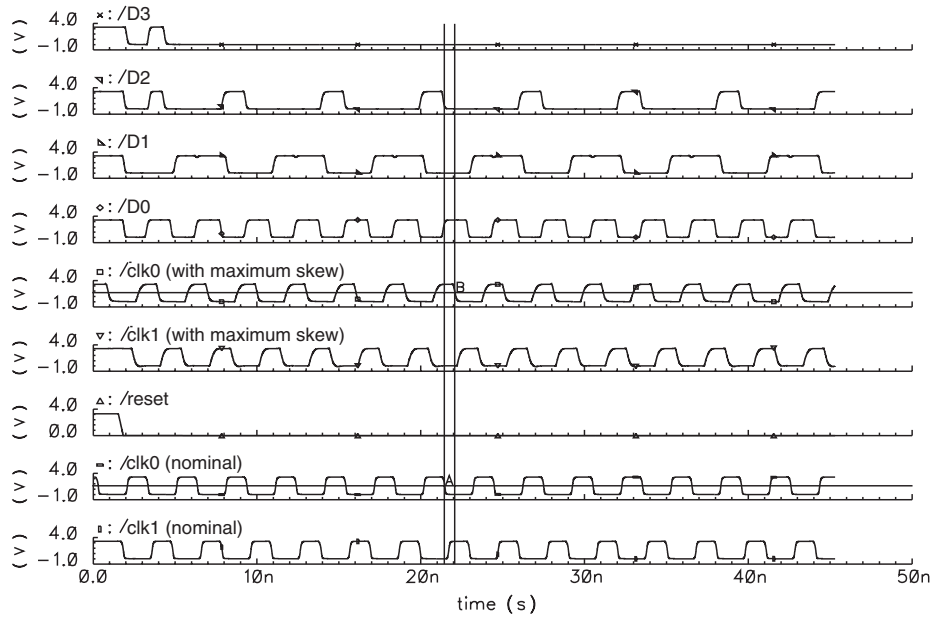 4.0 : /D3
(V) -1.0
4.0 : /D2
(V) -1.0
4.0 : /D1
(V) -1.0
4.0 : /D0
(V) -1.0
4.0 : /clk0 (with maximum skew)
(V) -1.0 B
4.0 : /clk1 (with maximum skew)
(V) -1.0
4.0 : /reset
(V) 0.0
4.0 : /clk0 (nominal)
(V) -1.0 A
4.0 : /clk1 (nominal)
(V) -1.0
0.0 10n 20n 30n 40n 50n
time (s)